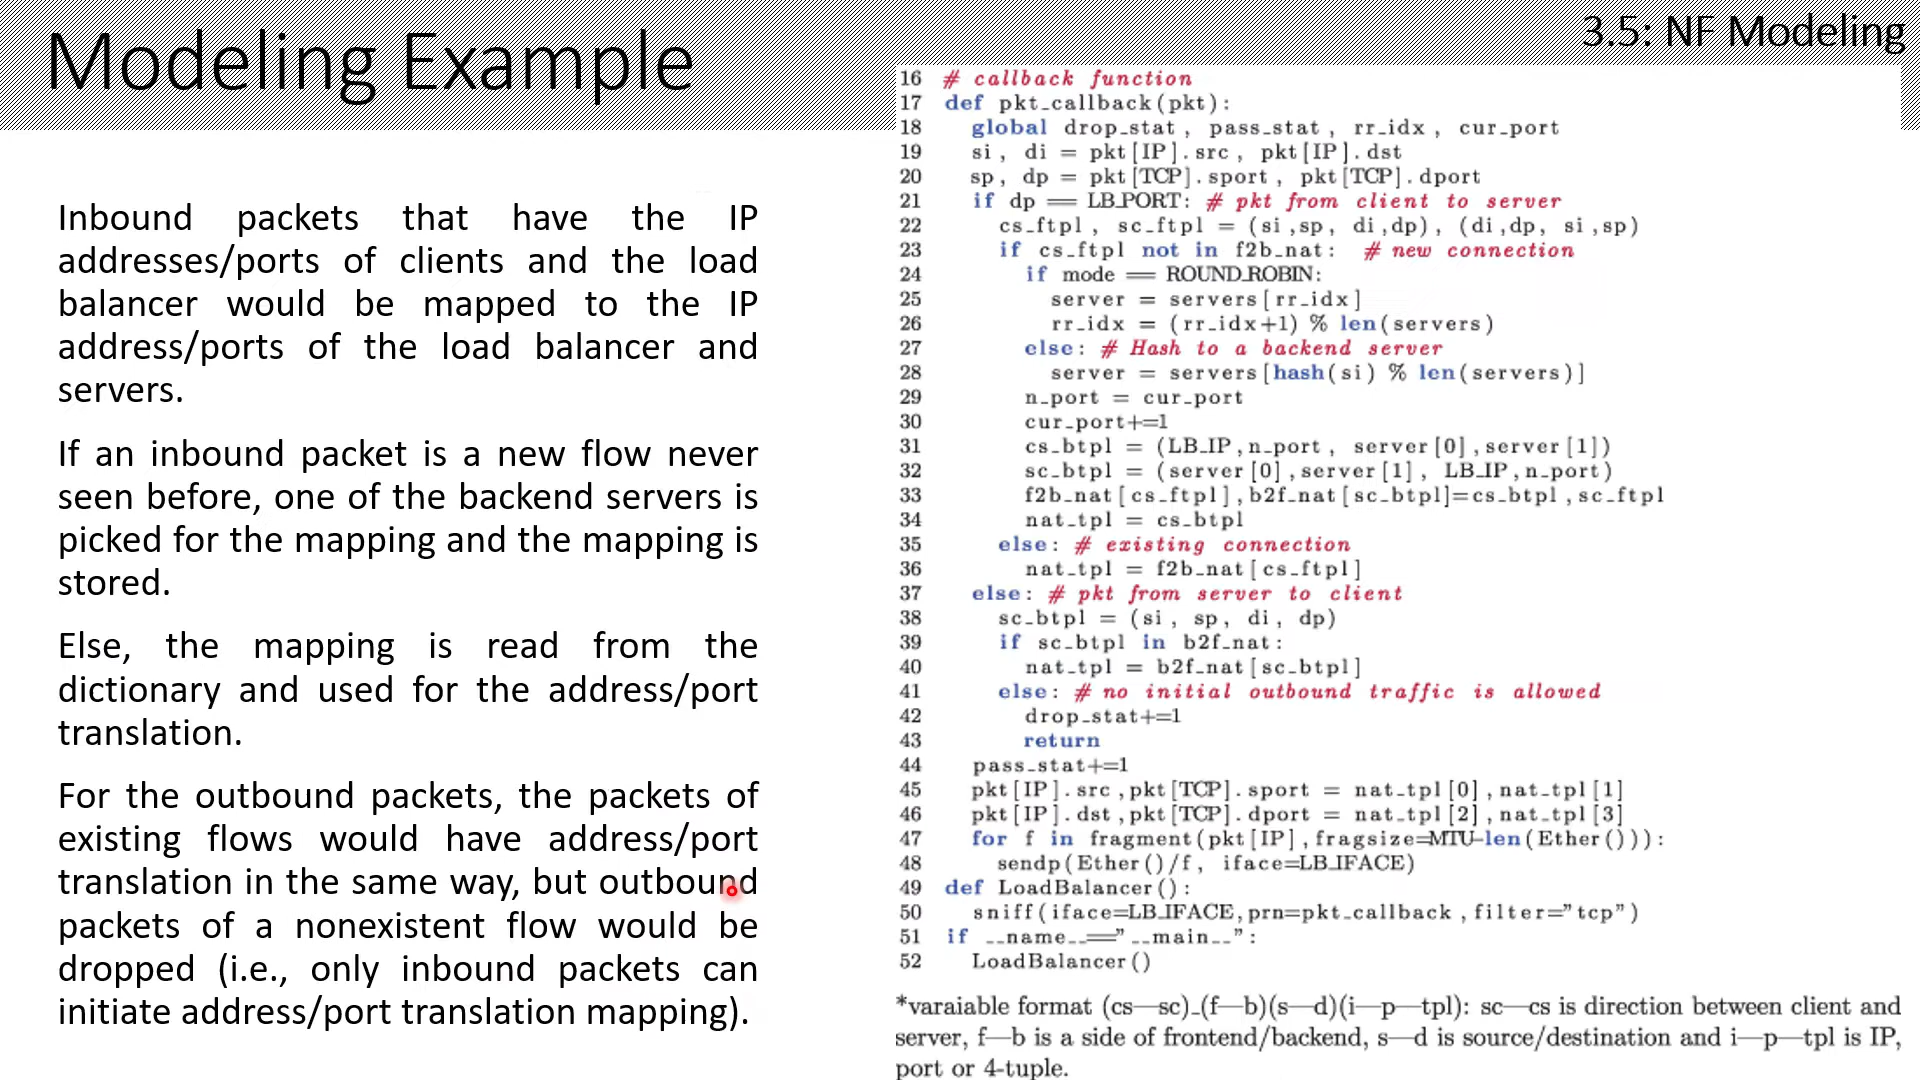 Modeling Example
3.5: NF Modeling
Inbound packets that have the IP
addresses/ports of clients and the load
balancer would be mapped to the IP
address/ports of the load balancer and
servers.
If an inbound packet is a new flow never
seen before, one of the backend servers is
picked for the mapping and the mapping is
stored.
Else, the mapping is read from the
dictionary and used for the address/port
translation.
For the outbound packets, the packets of
existing flows would have address/port
translation in the same way, but outbound
packets of a nonexistent flow would be
dropped (i.e., only inbound packets can
initiate address/port translation mapping).
16 # callback function
17 def pkt_callback(pkt):
18 global drop_stat, pass_stat, rr_idx, cur_port
19 si, di = pkt[IP].src, pkt[IP].dst
20 sp, dp = pkt[TCP].sport, pkt[TCP].dport
21 if dp == LB_PORT: # pkt from client to server
22 cs_ftpl, sc_ftpl = (si,sp, di,dp), (di,dp, si,sp)
23 if cs_ftpl not in f2b_nat: # new connection
24 if mode == ROUND_ROBIN:
25 server = servers[rr_idx]
26 rr_idx = (rr_idx+1) % len(servers)
27 else: # Hash to a backend server
28 server = servers[hash(si) % len(servers)]
29 n_port = cur_port
30 cur_port+=1
31 cs_btpl = (LB_IP,n_port, server[0],server[1])
32 sc_btpl = (server[0],server[1], LB_IP,n_port)
33 f2b_nat[cs_ftpl],b2f_nat[sc_btpl]=cs_btpl,sc_ftpl
34 nat_tpl = cs_btpl
35 else: # existing connection
36 nat_tpl = f2b_nat[cs_ftpl]
37 else: # pkt from server to client
38 sc_btpl = (si, sp, di, dp)
39 if sc_btpl in b2f_nat:
40 nat_tpl = b2f_nat[sc_btpl]
41 else: # no initial outbound traffic is allowed
42 drop_stat+=1
43 return
44 pass_stat+=1
45 pkt[IP].src,pkt[TCP].sport = nat_tpl[0],nat_tpl[1]
46 pkt[IP].dst,pkt[TCP].dport = nat_tpl[2],nat_tpl[3]
47 for f in fragment(pkt[IP],fragsize=MTU-len(Ether())):
48 sendp(Ether()/f, iface=LB_IFACE)
49 def LoadBalancer():
50 sniff(iface=LB_IFACE,prn=pkt_callback,filter=”tcp”)
51 if __name__==”__main__”:
52 LoadBalancer()
*varaiable format (cs—sc)_(f—b)(s—d)(i—p—tpl): sc—cs is direction between client and
server, f—b is a side of frontend/backend, s—d is source/destination and i—p—tpl is IP,
port or 4-tuple.